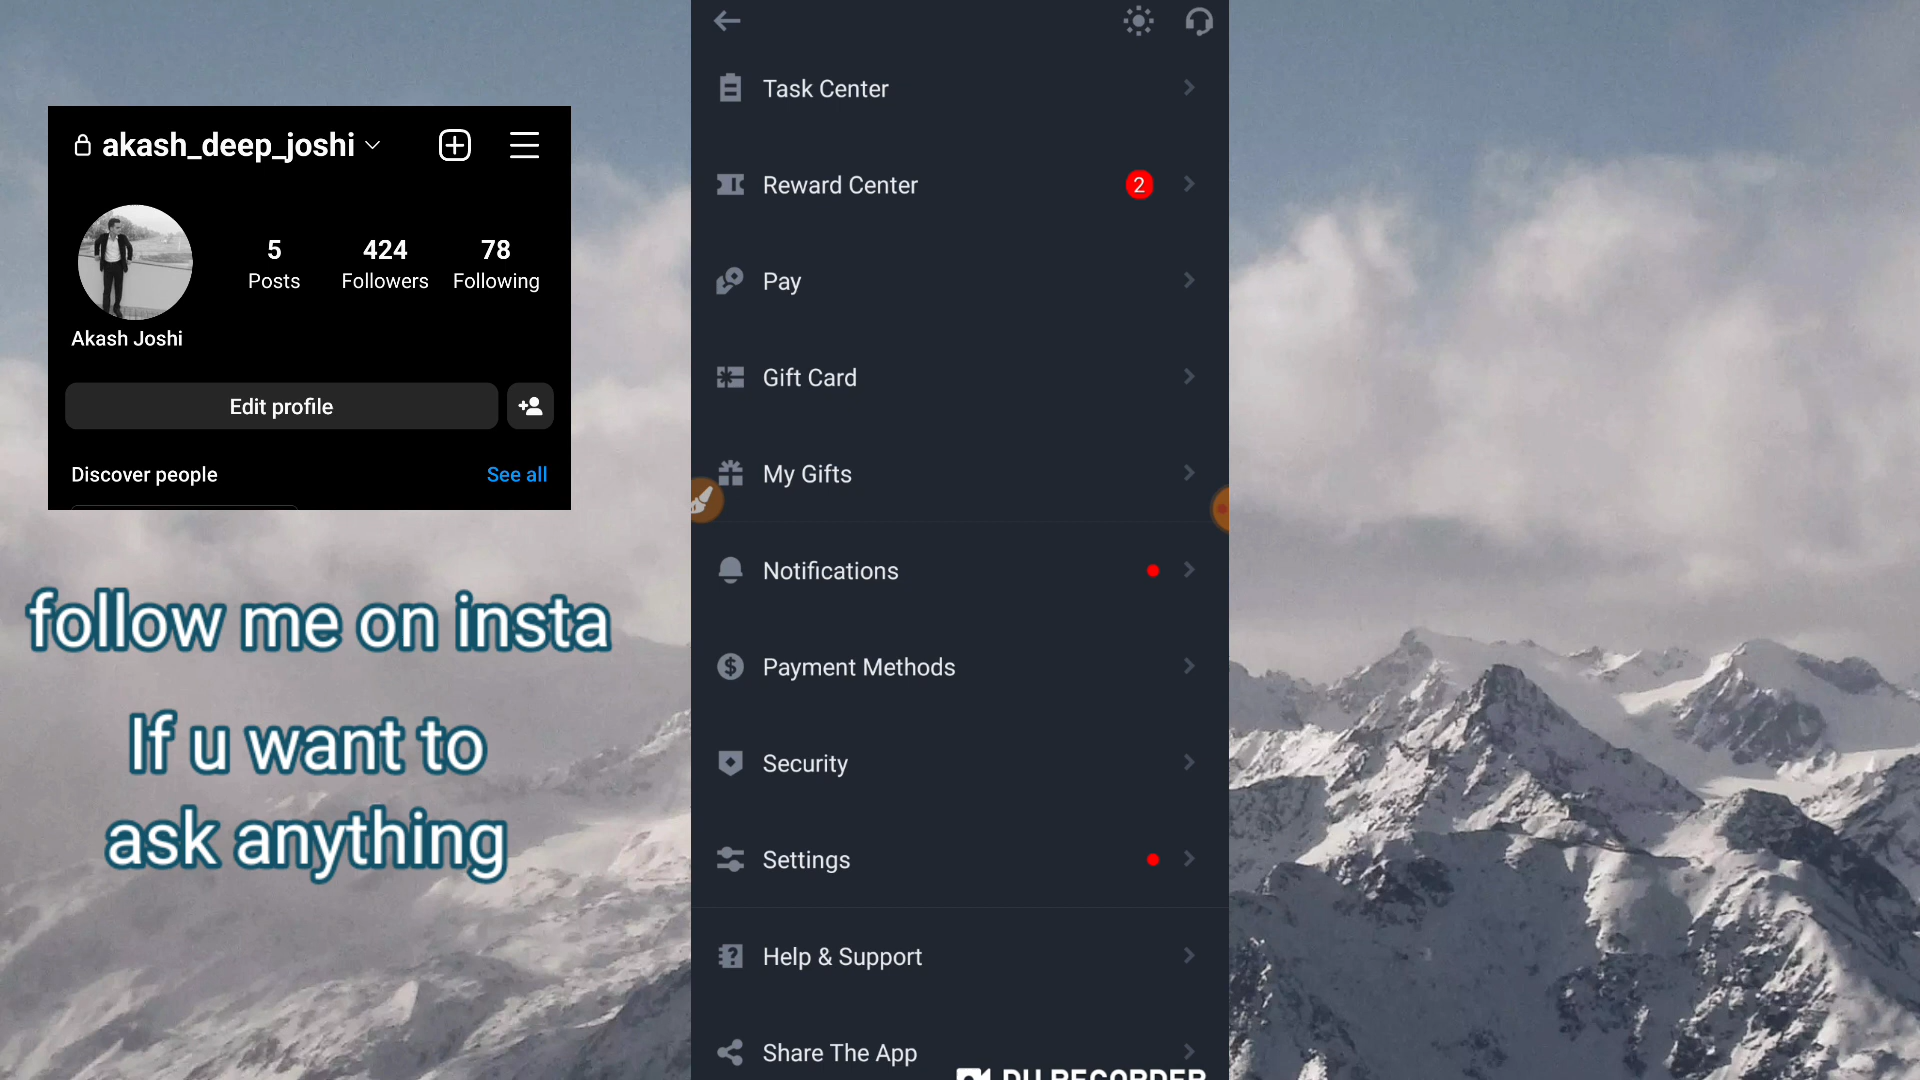 akash_deep_joshi
5 424 78
Posts Followers Following
Akash Joshi
Edit profile
Discover people See all
follow me on insta
If u want to
ask anything
Task Center
Reward Center 2
Pay
Gift Card
My Gifts
Notifications
Payment Methods
Security
Settings
Help & Support
Share The App
DU RECORDER